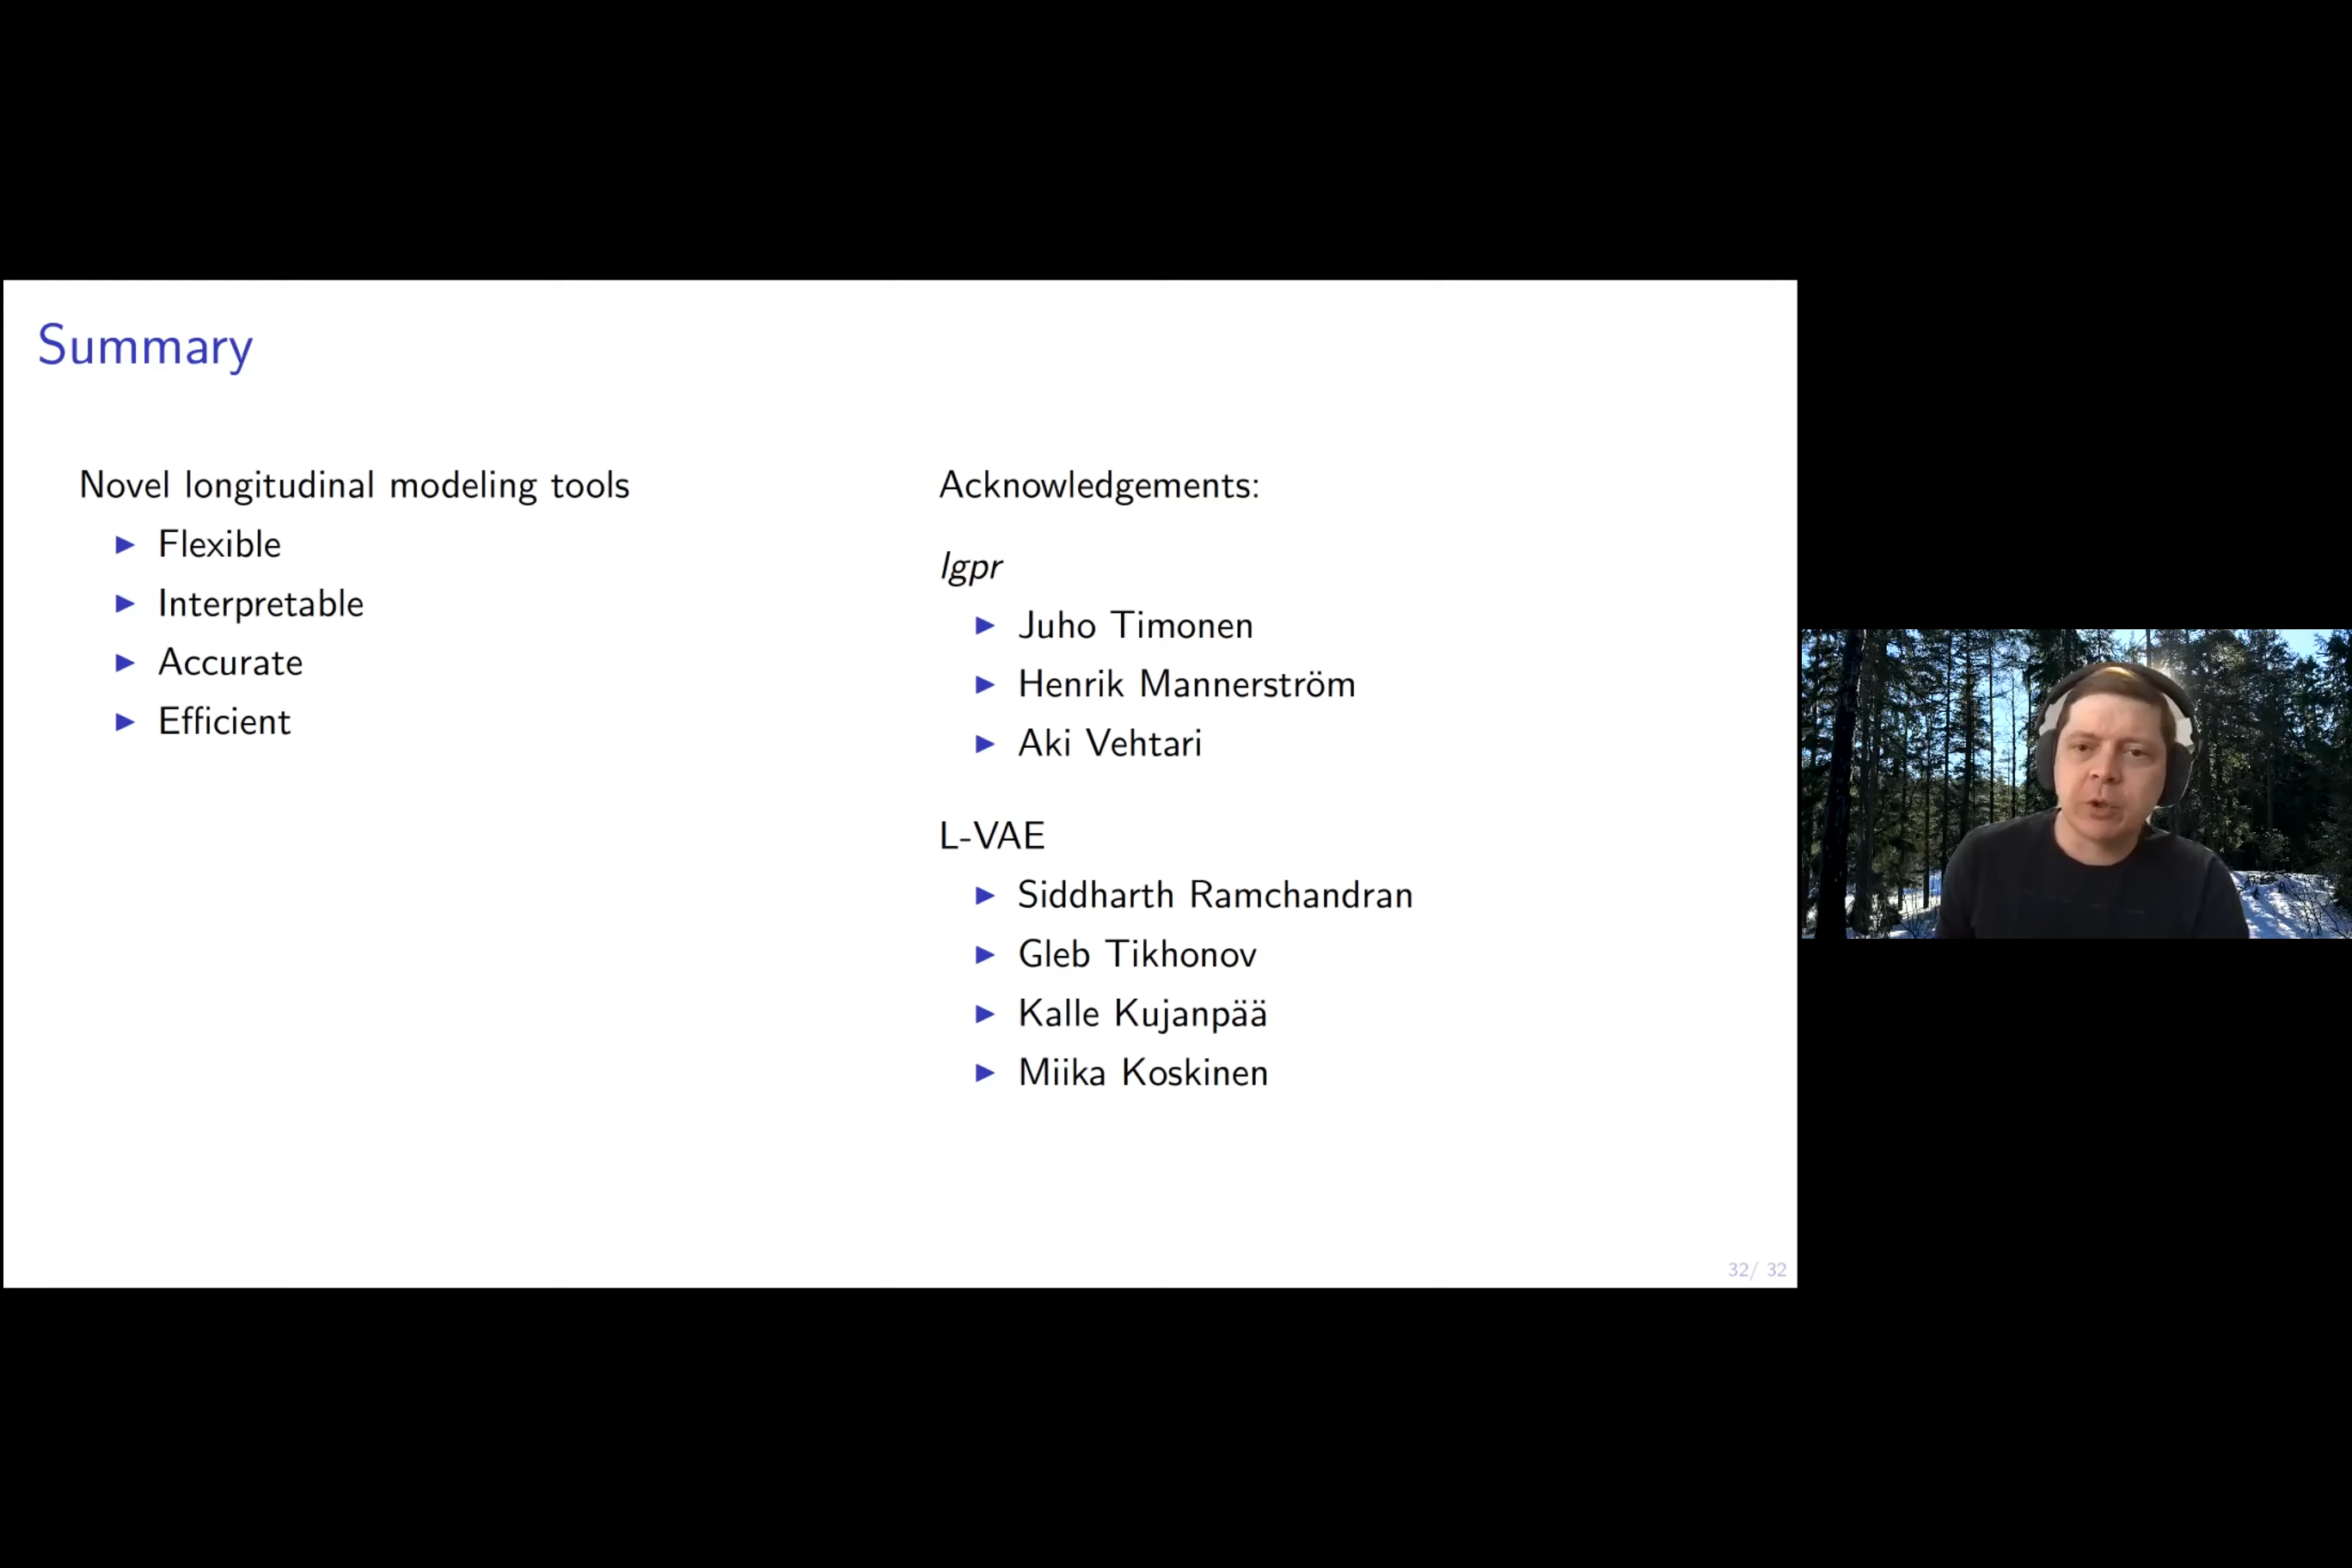 Summary
Novel longitudinal modeling tools
Flexible
Interpretable
Accurate
Efficient
Acknowledgements:
lgpr
Juho Timonen
Henrik Mannerström
Aki Vehtari
L-VAE
Siddharth Ramchandran
Gleb Tikhonov
Kalle Kujanpää
Miika Koskinen
32/ 32